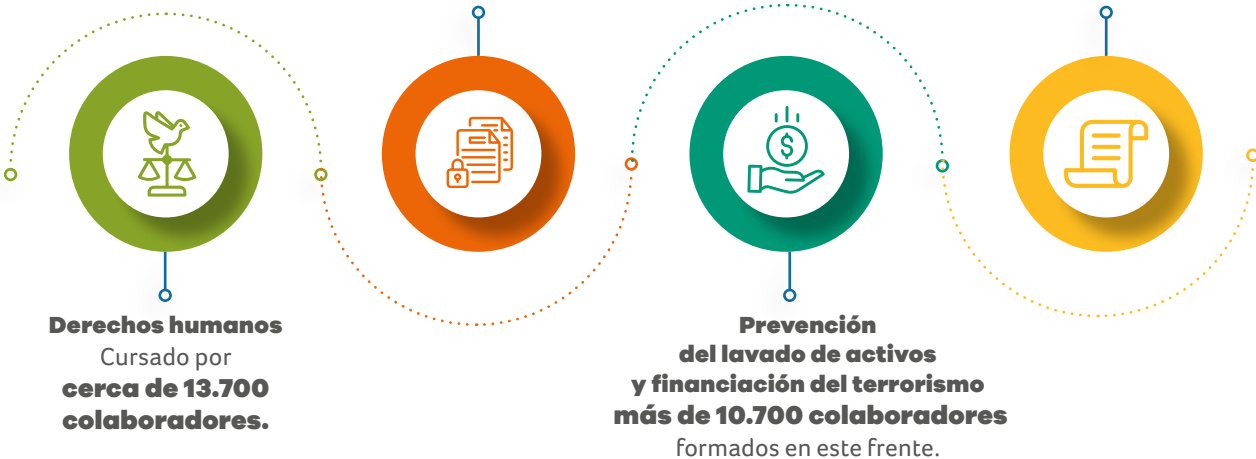 Derechos humanos
Cursado por
cerca de 13.700
colaboradores.
Prevención
del lavado de activos
y financiación del terrorismo
más de 10.700 colaboradores
formados en este frente.